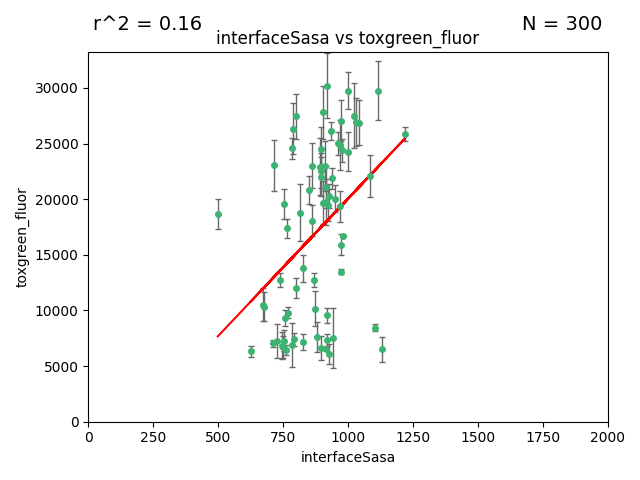 r^2 = 0.16
N = 300
interfaceSasa vs toxgreen_fluor
30000
25000
20000
15000
10000
5000
0
toxgreen_fluor
0 250 500 750 1000 1250 1500 1750 2000
interfaceSasa